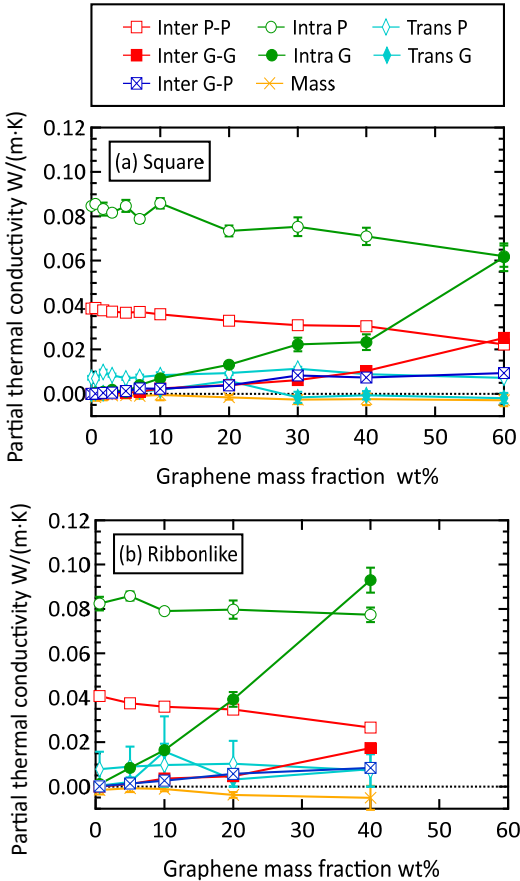 Inter P-P Intra P Trans P
Inter G-G Intra G Trans G
Inter G-P Mass
Partial thermal conductivity W/(m·K)
0.12
0.10
0.08
0.06
0.04
0.02
0.00
(a) Square
0 10 20 30 40 50 60
Graphene mass fraction wt%
Partial thermal conductivity W/(m·K)
0.12
0.10
0.08
0.06
0.04
0.02
0.00
(b) Ribbonlike
0 10 20 30 40 50 60
Graphene mass fraction wt%